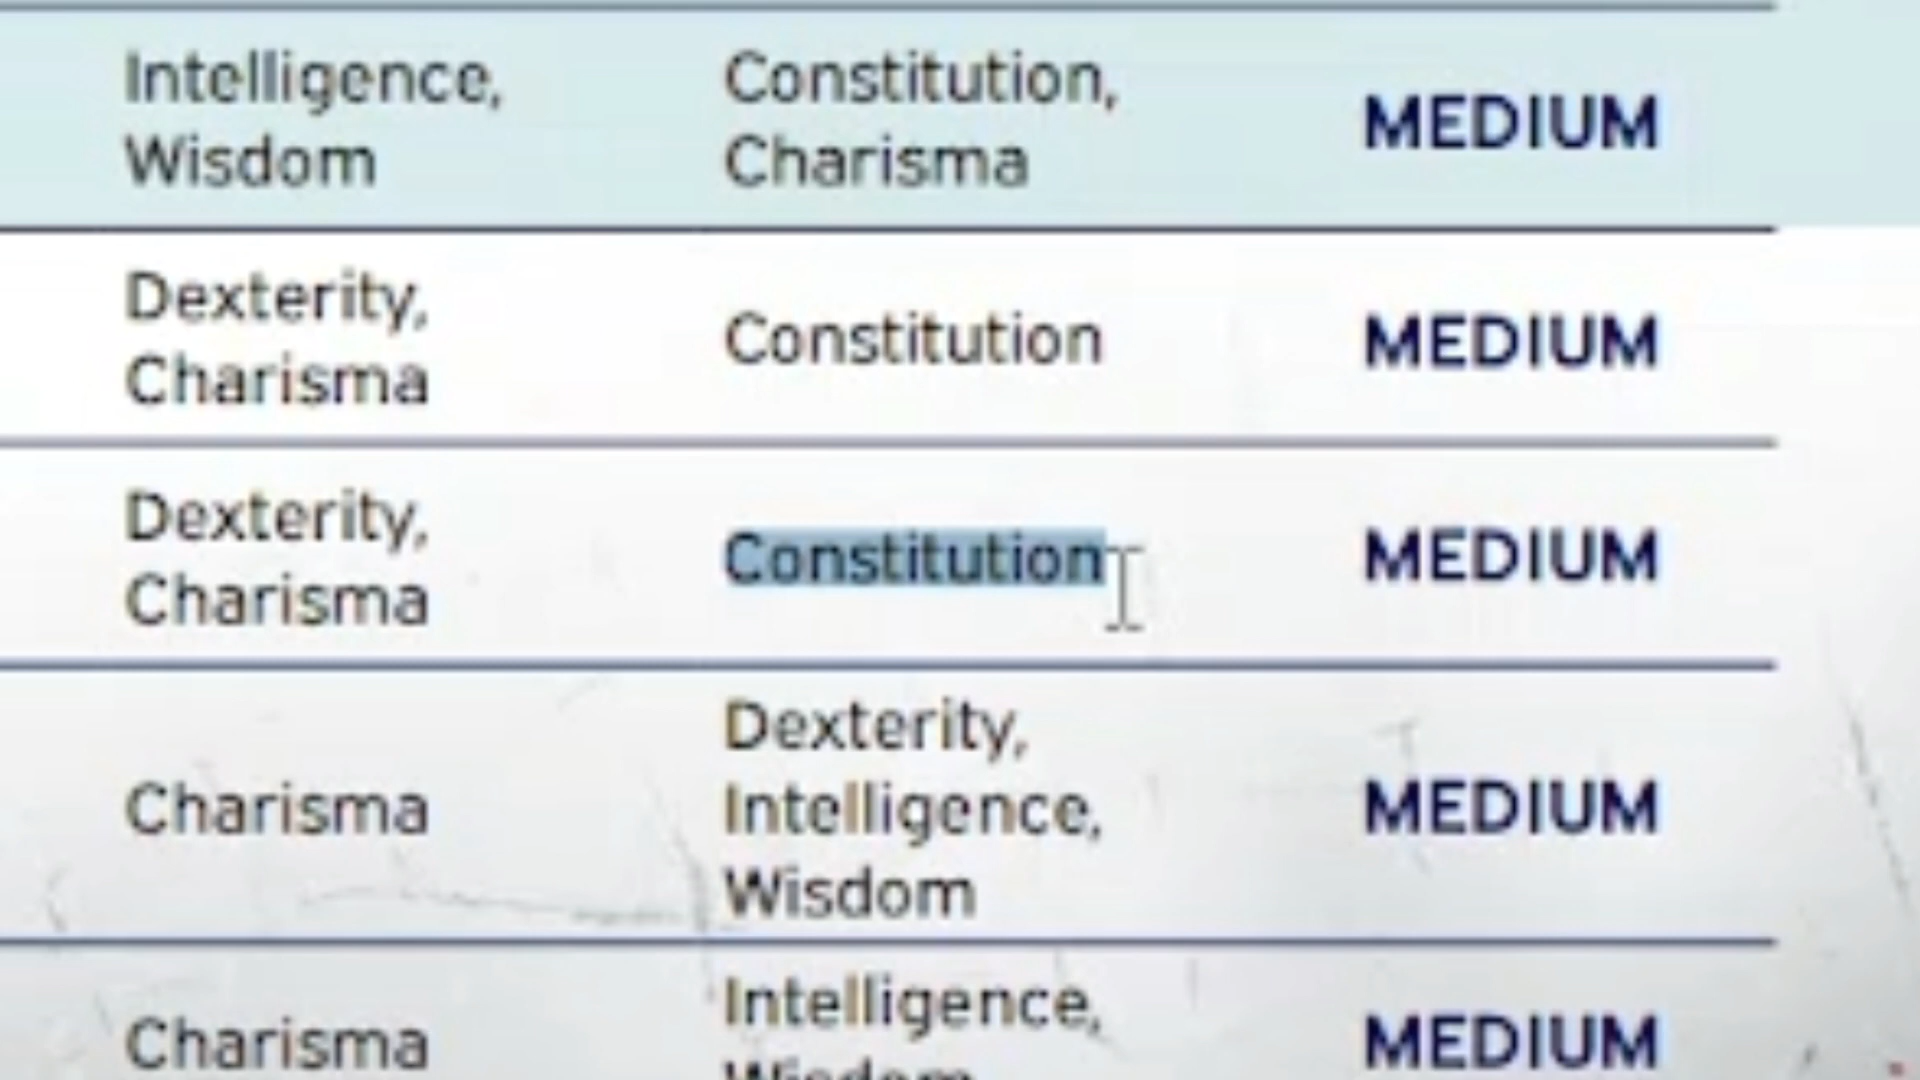 Intelligence,
Wisdom
Constitution,
Charisma
MEDIUM
Dexterity,
Charisma
Constitution
MEDIUM
Dexterity,
Charisma
Constitution
MEDIUM
Charisma
Dexterity,
Intelligence,
Wisdom
MEDIUM
Charisma
Intelligence,
Wisdom
MEDIUM